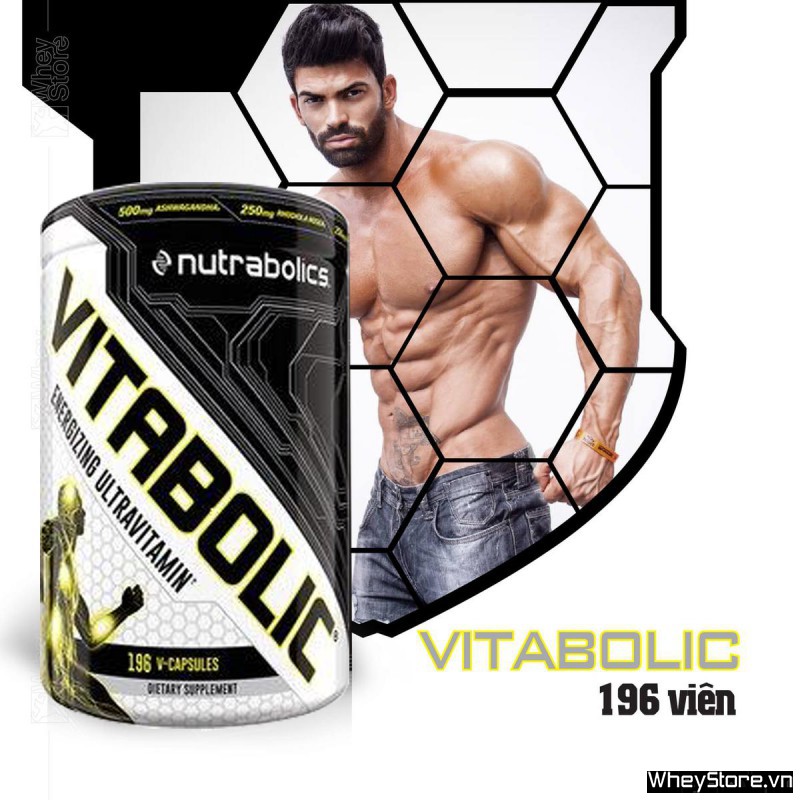 Whey
Store
500mg ASHWAGANDHA, 250mg RHODIOLA ROSEA,
nutrabolics
VITABOLIC®
ENERGIZING ULTRAVITAMIN
196 V-CAPSULES
DIETARY SUPPLEMENT
VITABOLIC
196 viên
WheyStore.vn